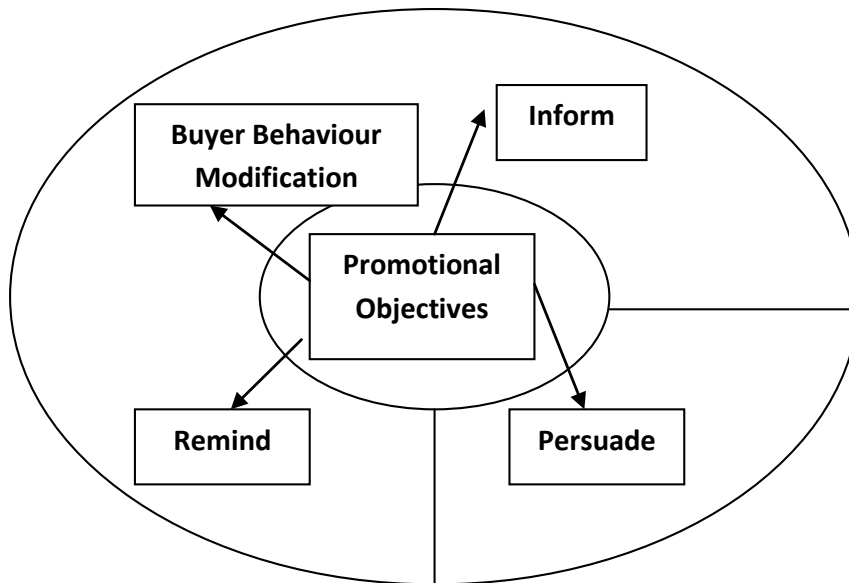 Buyer Behaviour
Modification
Inform
Promotional
Objectives
Remind
Persuade